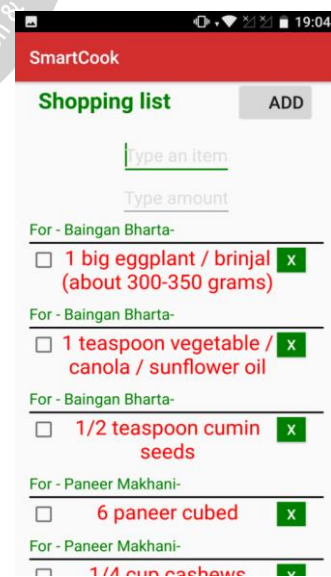 19:04
SmartCook
Shopping list
ADD
Type an item
Type amount
For - Baingan Bharta-
1 big eggplant / brinjal
X
(about 300-350 grams)
For - Baingan Bharta-
1 teaspoon vegetable /
X
canola / sunflower oil
For - Baingan Bharta-
1/2 teaspoon cumin
X
seeds
For - Paneer Makhani-
6 paneer cubed
X
For - Paneer Makhani-
1/4 cup cashews
X